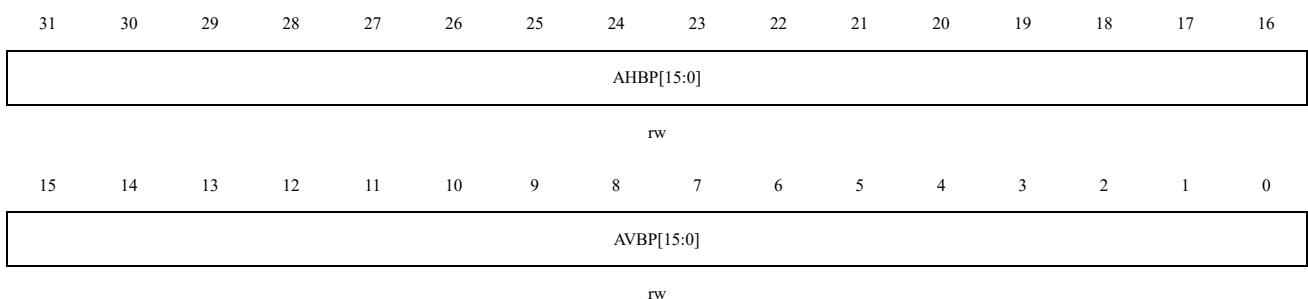 31 30 29 28 27 26 25 24 23 22 21 20 19 18 17 16
AHBP[15:0]
rw
15 14 13 12 11 10 9 8 7 6 5 4 3 2 1 0
AVBP[15:0]
rw